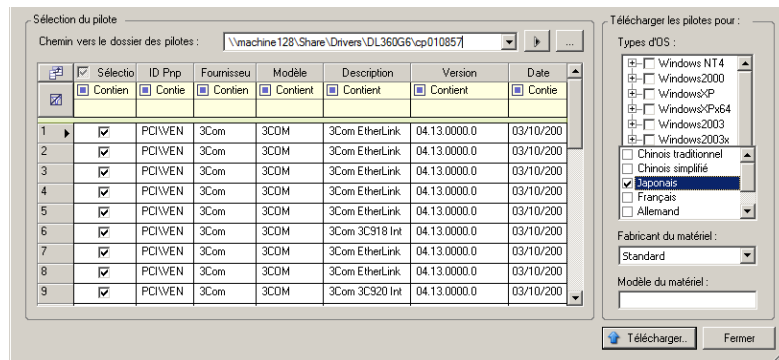 Sélection du pilote
Chemin vers le dossier des pilotes : \\machine128\Share\Drivers\DL360G6\cp010857 ...
Sélectio ID Pnp Fournisseu Modèle Description Version Date
Contien Contie Contien Contient Contient Contient Contie
1 PCI\VEN 3Com 3COM 3Com EtherLink 04.13.0000.0 03/10/200
2 PCI\VEN 3Com 3COM 3Com EtherLink 04.13.0000.0 03/10/200
3 PCI\VEN 3Com 3COM 3Com EtherLink 04.13.0000.0 03/10/200
4 PCI\VEN 3Com 3COM 3Com EtherLink 04.13.0000.0 03/10/200
5 PCI\VEN 3Com 3COM 3Com EtherLink 04.13.0000.0 03/10/200
6 PCI\VEN 3Com 3COM 3Com 3C918 Int 04.13.0000.0 03/10/200
7 PCI\VEN 3Com 3COM 3Com EtherLink 04.13.0000.0 03/10/200
8 PCI\VEN 3Com 3COM 3Com EtherLink 04.13.0000.0 03/10/200
9 PCI\VEN 3Com 3COM 3Com 3C920 Int 04.13.0000.0 03/10/200
Télécharger les pilotes pour :
Types d'OS :
Windows NT4
Windows2000
WindowsXP
WindowsXPx64
Windows2003
Windows2003x
Chinois traditionnel
Chinois simplifié
Japonais
Français
Allemand
Fabricant du matériel :
Standard
Modèle du matériel :
Télécharger.. Fermer